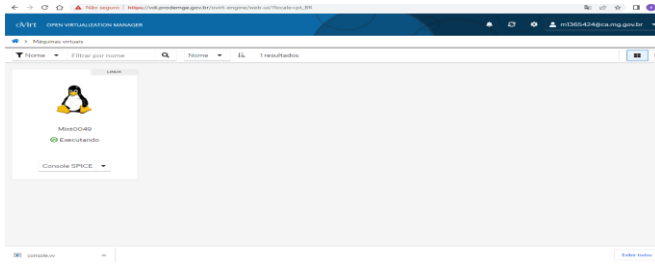 Não seguro | https://vdi.prodemge.gov.br/ovirt-engine/web-ui/?locale=pt_BR
oVirt OPEN VIRTUALIZATION MANAGER
m1365424@ca.mg.gov.br
> Máquinas virtuais
Nome Filtrar por nome Nome 1 resultados
LINUX
Mint0049
Executando
Console SPICE
console.vv
Exibir todos